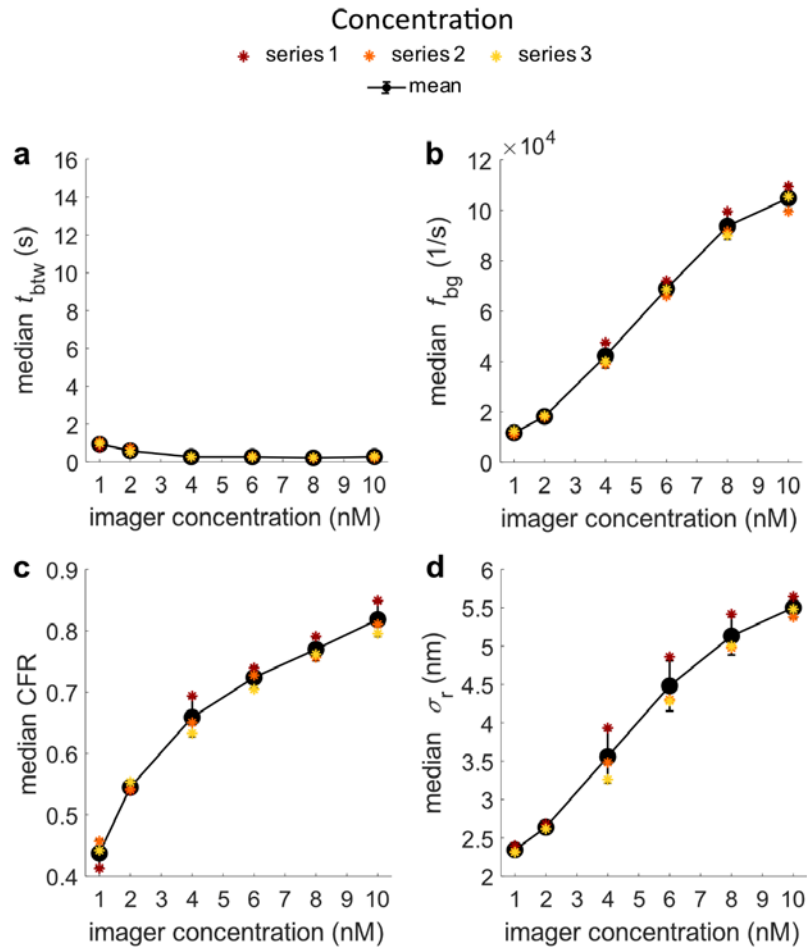 Concentration
series 1 series 2 series 3
mean
a
16
14
12
10
8
6
4
2
0
median t_btw (s)
1 2 3 4 5 6 7 8 9 10
imager concentration (nM)
b
×10⁴
12
10
8
6
4
2
0
median f_bg (1/s)
1 2 3 4 5 6 7 8 9 10
imager concentration (nM)
c
0.9
0.8
0.7
0.6
0.5
0.4
median CFR
1 2 3 4 5 6 7 8 9 10
imager concentration (nM)
d
6
5.5
5
4.5
4
3.5
3
2.5
2
median σ_r (nm)
1 2 3 4 5 6 7 8 9 10
imager concentration (nM)